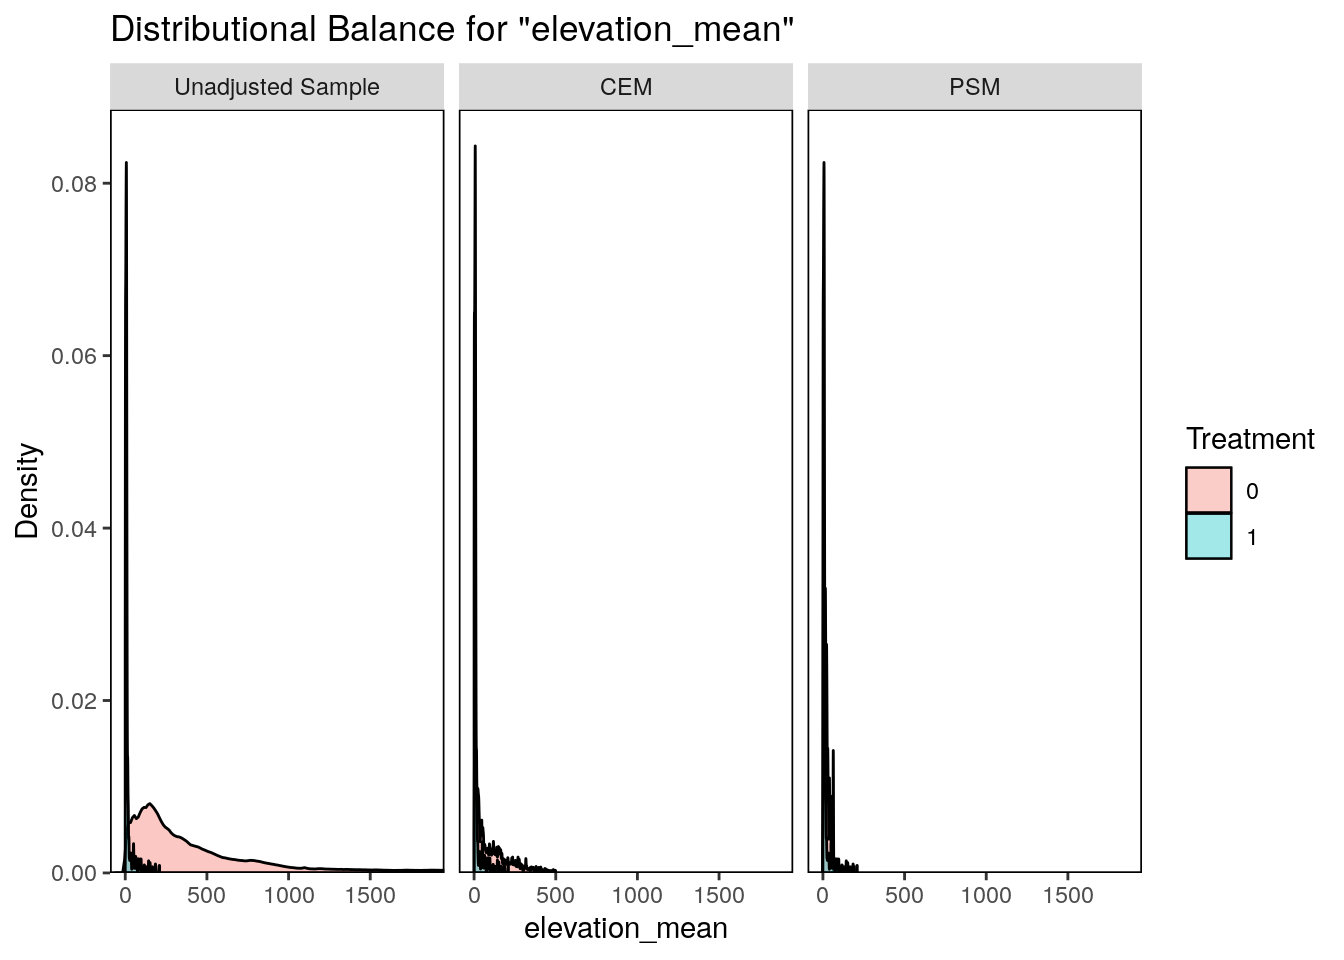 Distributional Balance for "elevation_mean"
Unadjusted Sample
CEM
PSM
Density
0.08
0.06
0.04
0.02
0.00
0 500 1000 1500
0 500 1000 1500
0 500 1000 1500
elevation_mean
Treatment
0
1